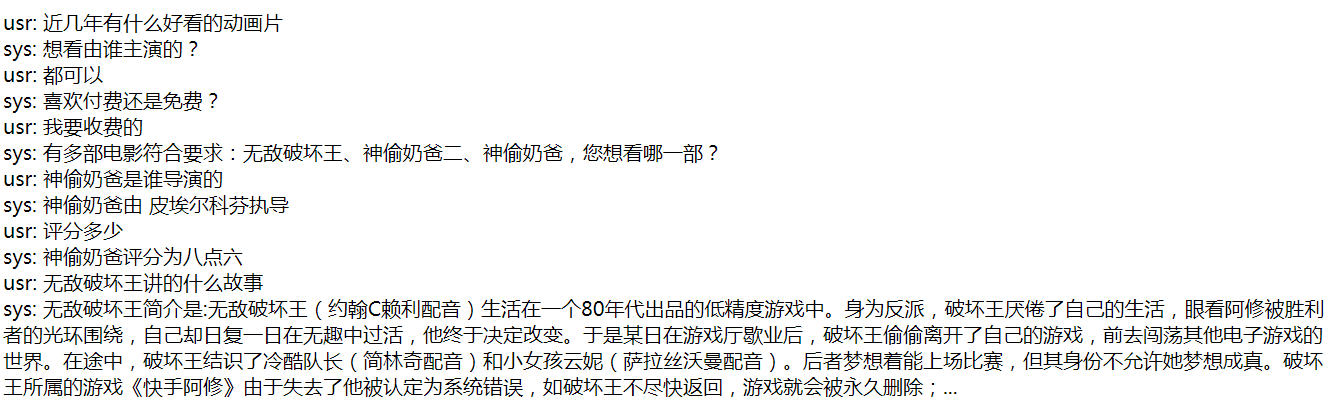 usr: 近几年有什么好看的动画片
sys: 想看由谁主演的？
usr: 都可以
sys: 喜欢付费还是免费？
usr: 我要收费的
sys: 有多部电影符合要求：无敌破坏王、神偷奶爸二、神偷奶爸，您想看哪一部？
usr: 神偷奶爸是谁导演的
sys: 神偷奶爸由 皮埃尔科芬执导
usr: 评分多少
sys: 神偷奶爸评分为八点六
usr: 无敌破坏王讲的什么故事
sys: 无敌破坏王简介是:无敌破坏王（约翰C赖利配音）生活在一个80年代出品的低精度游戏中。身为反派，破坏王厌倦了自己的生活，眼看阿修被胜利
者的光环围绕，自己却日复一日在无趣中过活，他终于决定改变。于是某日在游戏厅歇业后，破坏王偷偷离开了自己的游戏，前去闯荡其他电子游戏的
世界。在途中，破坏王结识了冷酷队长（简林奇配音）和小女孩云妮（萨拉丝沃曼配音）。后者梦想着能上场比赛，但其身份不允许她梦想成真。破坏
王所属的游戏《快手阿修》由于失去了他被认定为系统错误，如破坏王不尽快返回，游戏就会被永久删除；...